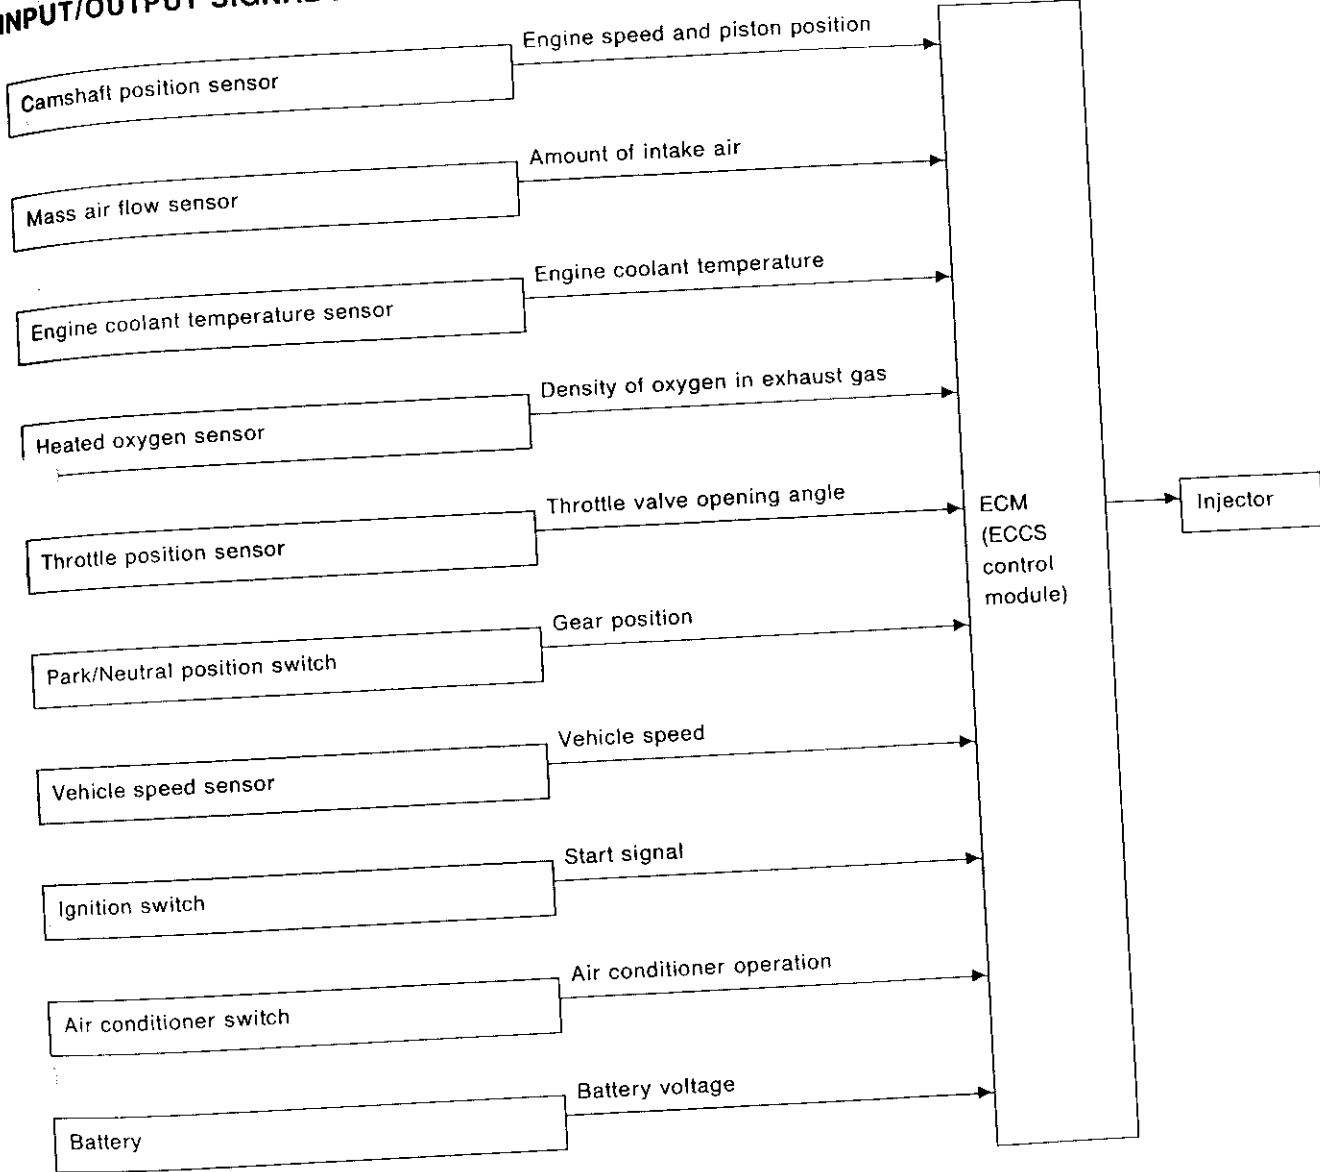 INPUT/OUTPUT SIGNAL
Engine speed and piston position
Camshaft position sensor
Amount of intake air
Mass air flow sensor
Engine coolant temperature
Engine coolant temperature sensor
Density of oxygen in exhaust gas
Heated oxygen sensor
Throttle valve opening angle
Throttle position sensor
ECM
(ECCS
control
module)
Injector
Gear position
Park/Neutral position switch
Vehicle speed
Vehicle speed sensor
Start signal
Ignition switch
Air conditioner operation
Air conditioner switch
Battery voltage
Battery